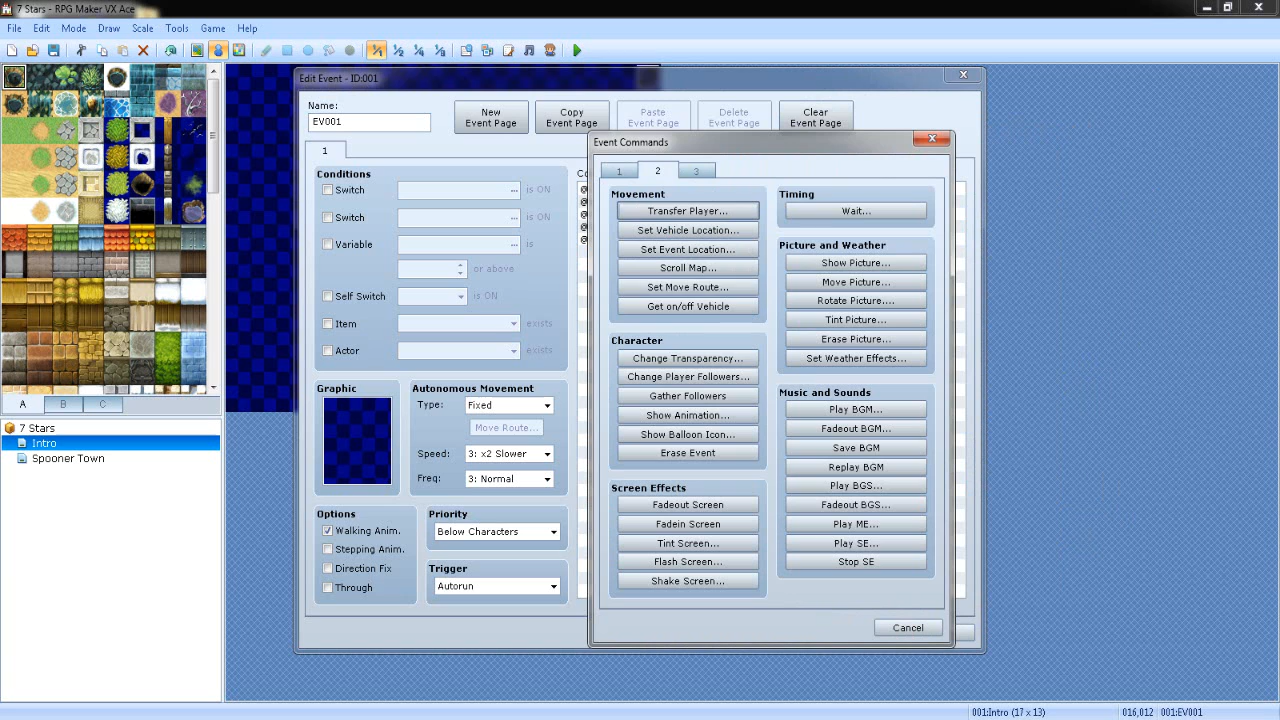 7 Stars - RPG Maker VX Ace
File Edit Mode Draw Scale Tools Game Help
1/1 1/2 1/4 1/8
Edit Event - ID:001
Name:
EV001
New Event Page
Copy Event Page
Paste Event Page
Delete Event Page
Clear Event Page
1
Conditions
Switch ... is ON
Switch ... is ON
Variable ... is
or above
Self Switch is ON
Item exists
Actor exists
Graphic
Autonomous Movement
Type: Fixed
Move Route...
Speed: 3: x2 Slower
Freq: 3: Normal
Options
Walking Anim.
Stepping Anim.
Direction Fix
Through
Priority
Below Characters
Trigger
Autorun
Event Commands
1 2 3
Movement
Transfer Player...
Set Vehicle Location...
Set Event Location...
Scroll Map...
Set Move Route...
Get on/off Vehicle
Character
Change Transparency...
Change Player Followers...
Gather Followers
Show Animation...
Show Balloon Icon...
Erase Event
Screen Effects
Fadeout Screen
Fadein Screen
Tint Screen...
Flash Screen...
Shake Screen...
Timing
Wait...
Picture and Weather
Show Picture...
Move Picture...
Rotate Picture....
Tint Picture...
Erase Picture...
Set Weather Effects...
Music and Sounds
Play BGM...
Fadeout BGM...
Save BGM
Replay BGM
Play BGS...
Fadeout BGS...
Play ME...
Play SE...
Stop SE
Cancel
A B C
7 Stars
Intro
Spooner Town
001:Intro (17 x 13) 016,012 001:EV001